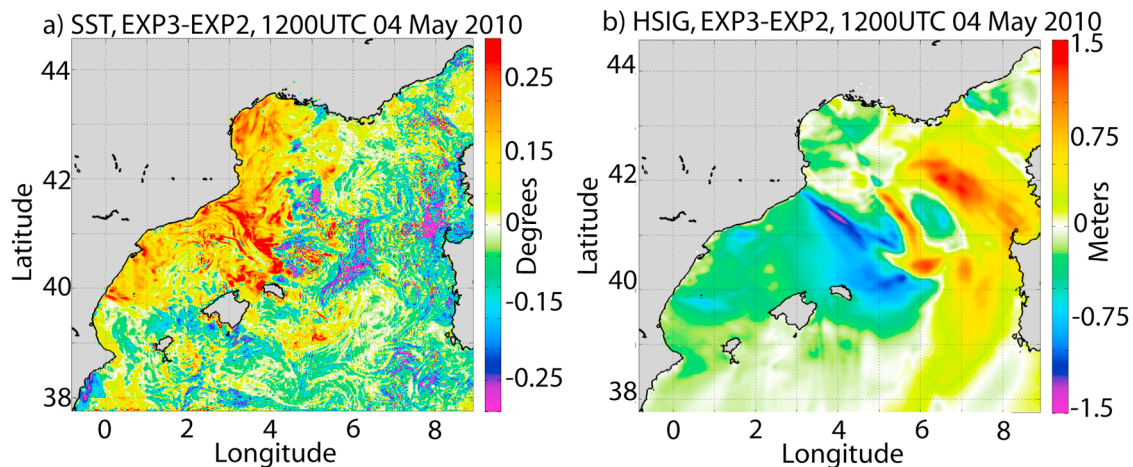 a) SST, EXP3-EXP2, 1200UTC 04 May 2010
b) HSIG, EXP3-EXP2, 1200UTC 04 May 2010
44
42
40
38
Latitude
0 2 4 6 8
Longitude
0.25
0.15
0
-0.15
-0.25
Degrees
44
42
40
38
Latitude
0 2 4 6 8
Longitude
1.5
0.75
0
-0.75
-1.5
Meters